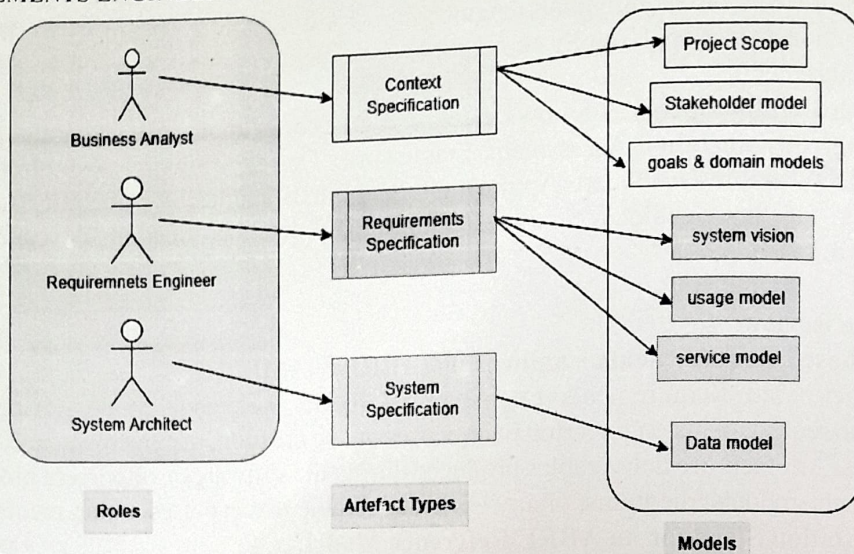 Business Analyst
Requiremnets Engineer
System Architect
Roles
Context
Specification
Requirements
Specification
System
Specification
Artefact Types
Project Scope
Stakeholder model
goals & domain models
system vision
usage model
service model
Data model
Models